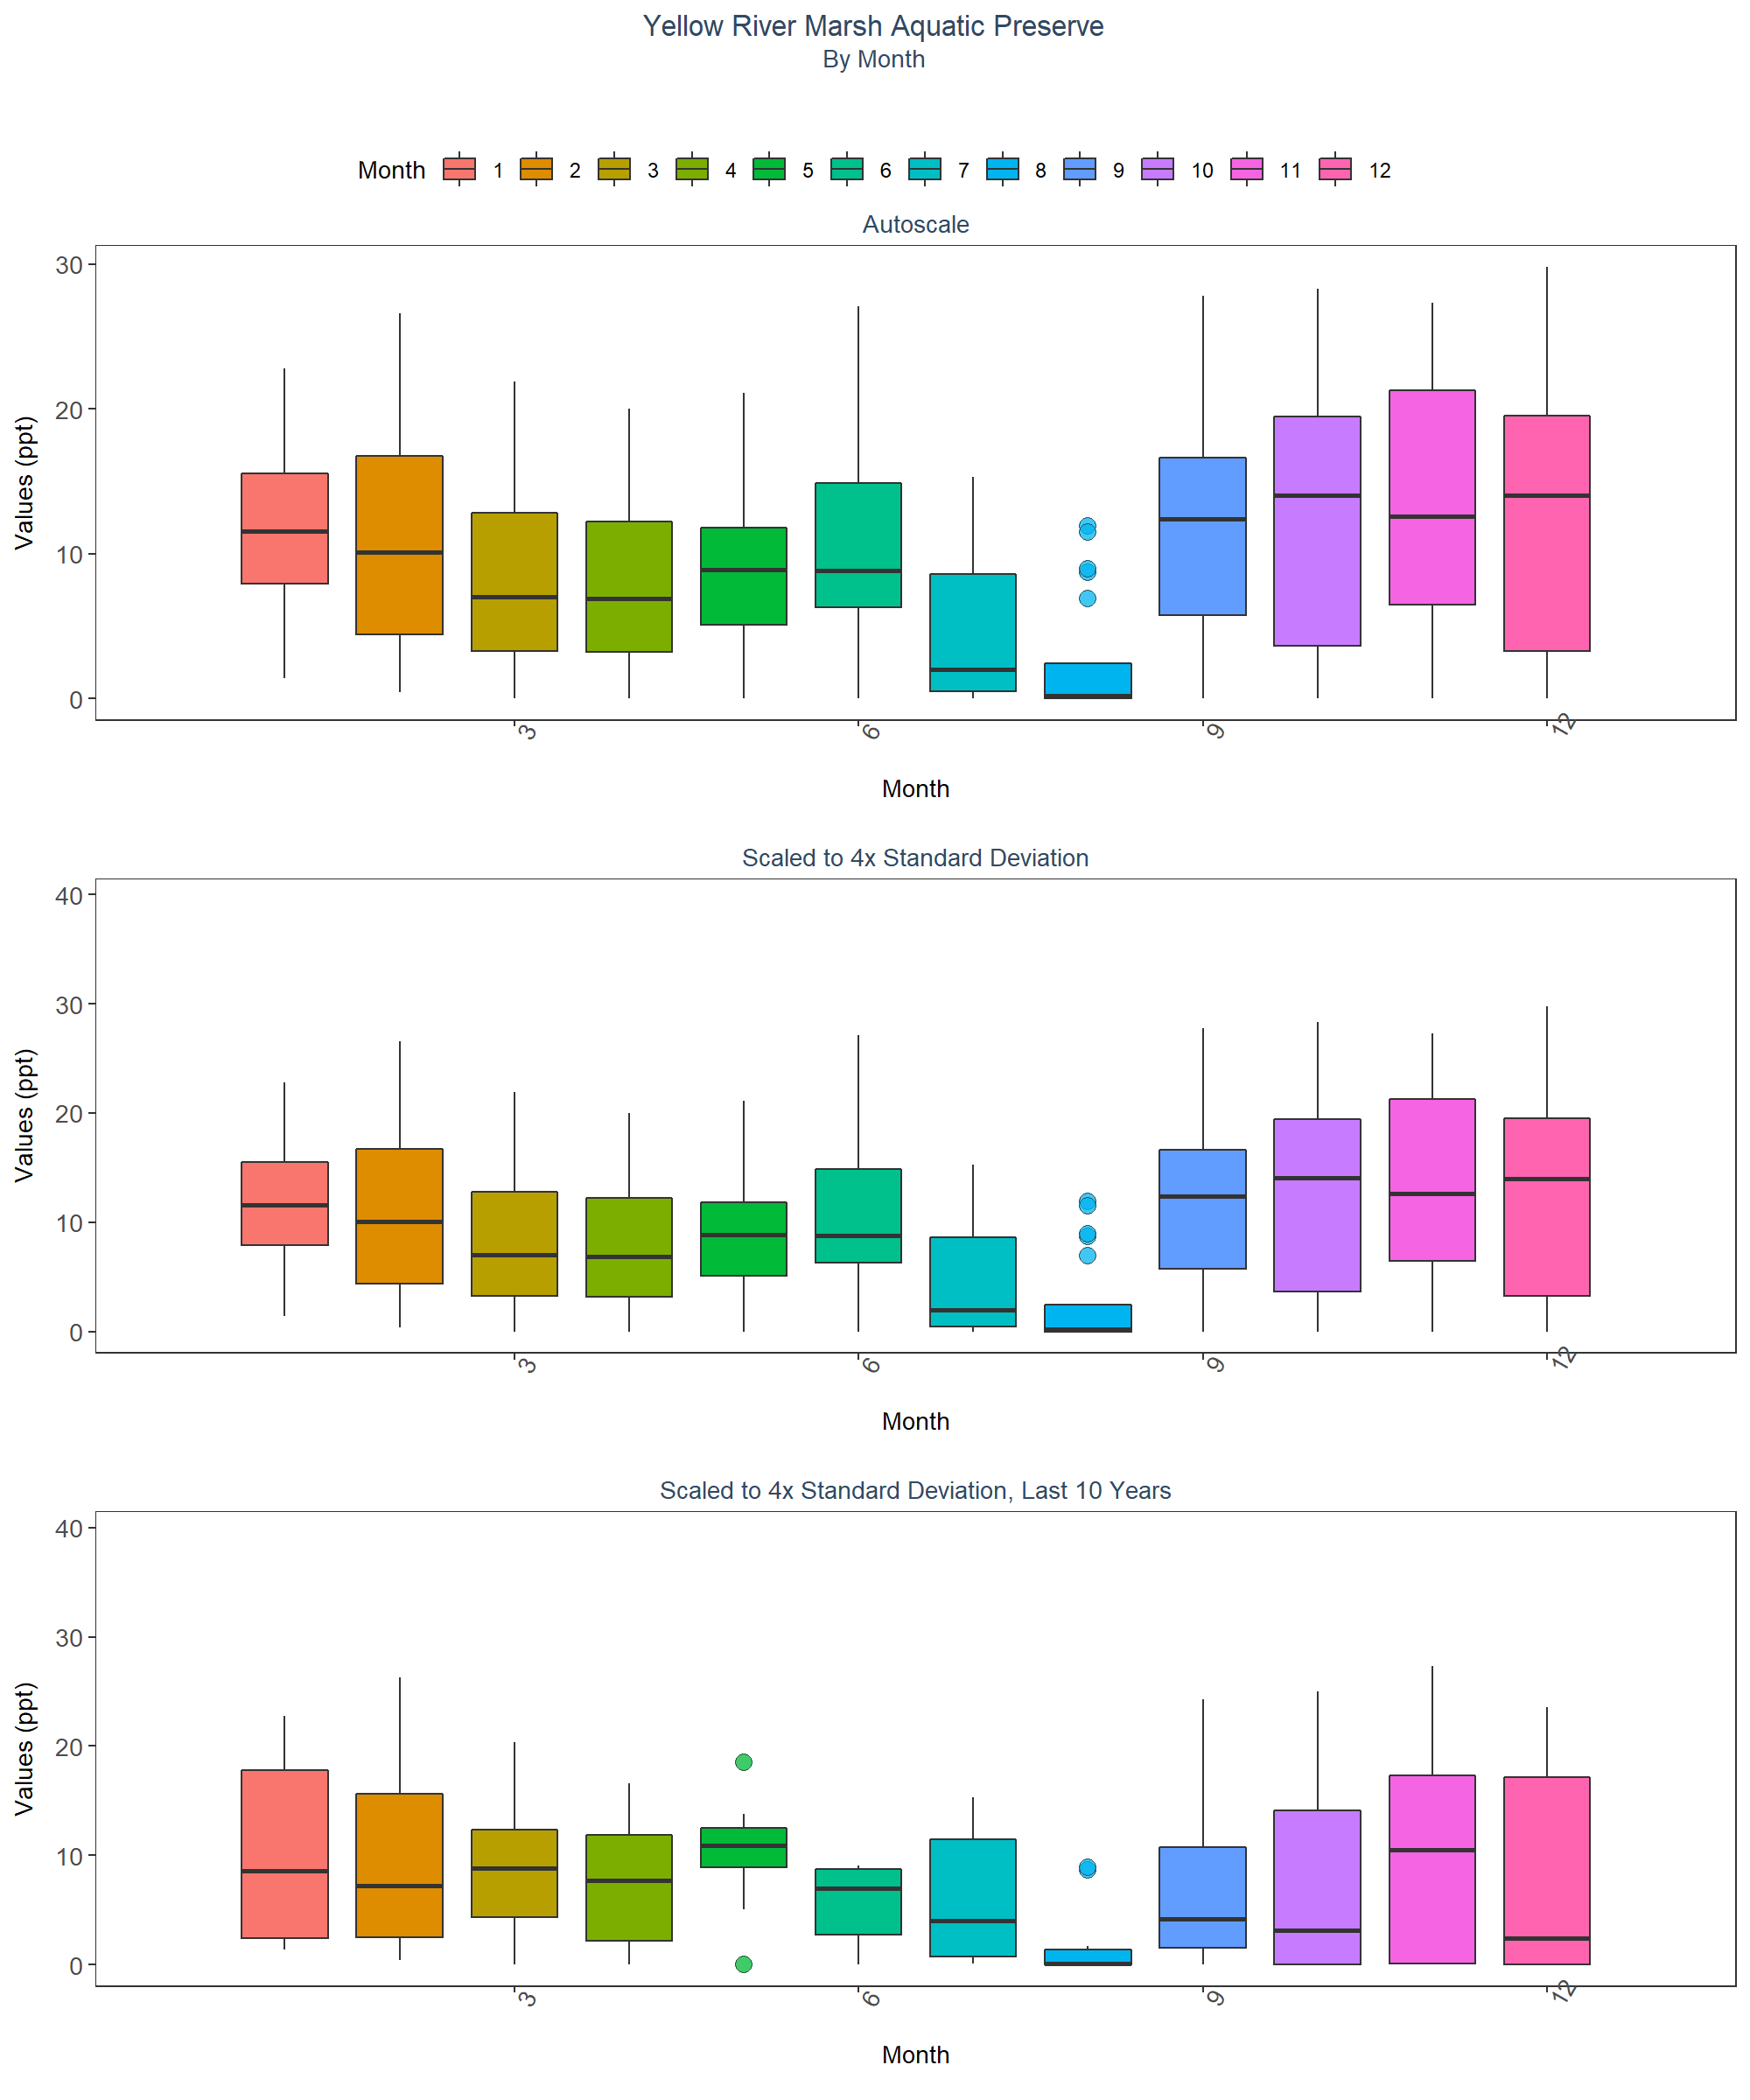 Yellow River Marsh Aquatic Preserve
By Month
Month 1 2 3 4 5 6 7 8 9 10 11 12
Autoscale
Values (ppt)
30
20
10
0
3 6 9 12
Month
Scaled to 4x Standard Deviation
Values (ppt)
40
30
20
10
0
3 6 9 12
Month
Scaled to 4x Standard Deviation, Last 10 Years
Values (ppt)
40
30
20
10
0
3 6 9 12
Month